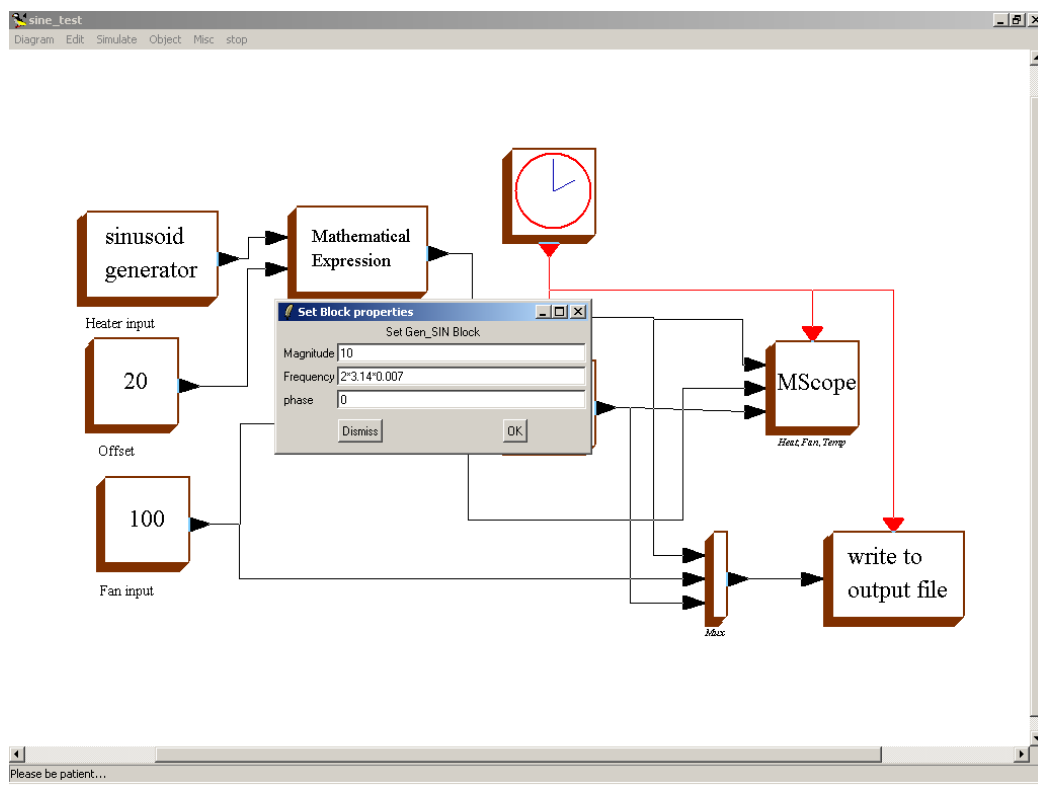 sine_test
Diagram Edit Simulate Object Misc stop
sinusoid
generator
Heater input
Mathematical
Expression
Set Block properties
Set Gen_SIN Block
Magnitude 10
Frequency 2*3.14*0.007
phase 0
Dismiss OK
20
Offset
MScope
Heat, Fan, Temp
100
Fan input
Mux
write to
output file
Please be patient...